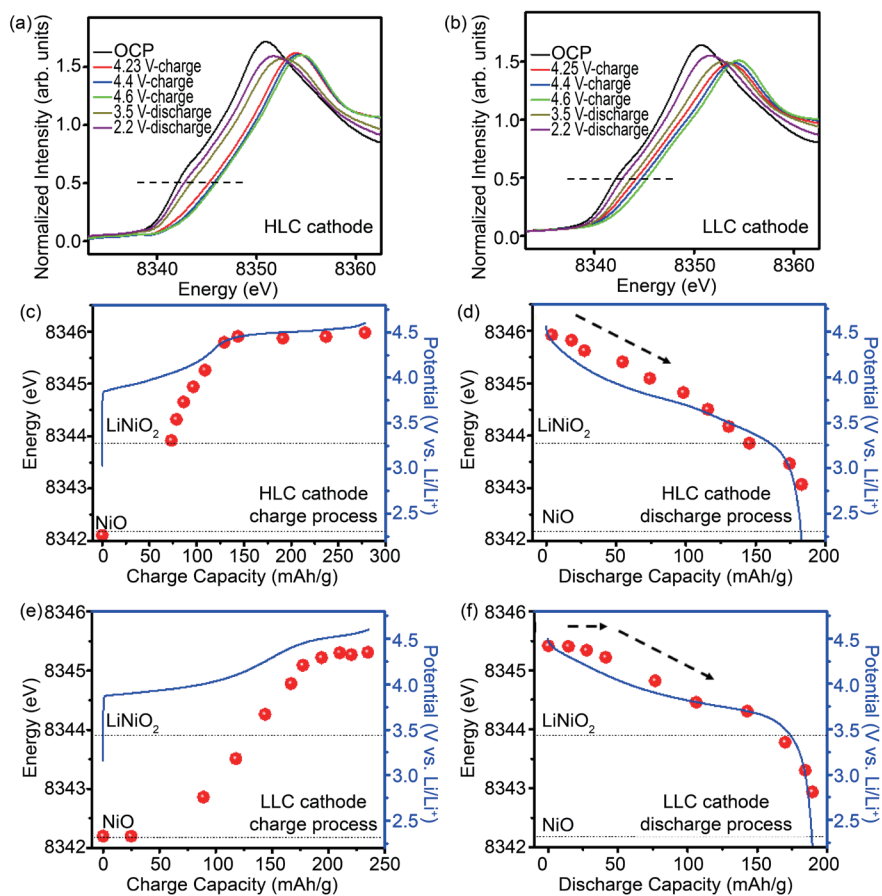 (a)
OCP
4.23 V-charge
4.4 V-charge
4.6 V-charge
3.5 V-discharge
2.2 V-discharge
HLC cathode
Normalized Intensity (arb. units)
0.0
0.5
1.0
1.5
8340
8350
8360
Energy (eV)
(b)
OCP
4.25 V-charge
4.4 V-charge
4.6 V-charge
3.5 V-discharge
2.2 V-discharge
LLC cathode
Normalized Intensity (arb. units)
0.0
0.5
1.0
1.5
8340
8350
8360
Energy (eV)
(c)
8346
8345
8344
8343
8342
Energy (eV)
LiNiO2
NiO
HLC cathode
charge process
4.5
4.0
3.5
3.0
2.5
Potential (V vs. Li/Li+)
0 50 100 150 200 250 300
Charge Capacity (mAh/g)
(d)
8346
8345
8344
8343
8342
Energy (eV)
LiNiO2
NiO
HLC cathode
discharge process
4.5
4.0
3.5
3.0
2.5
Potential (V vs. Li/Li+)
0 50 100 150 200
Discharge Capacity (mAh/g)
(e)
8346
8345
8344
8343
8342
Energy (eV)
LiNiO2
NiO
LLC cathode
charge process
4.5
4.0
3.5
3.0
2.5
Potential (V vs. Li/Li+)
0 50 100 150 200 250
Charge Capacity (mAh/g)
(f)
8346
8345
8344
8343
8342
Energy (eV)
LiNiO2
NiO
LLC cathode
discharge process
4.5
4.0
3.5
3.0
2.5
Potential (V vs. Li/Li+)
0 50 100 150 200
Discharge Capacity (mAh/g)